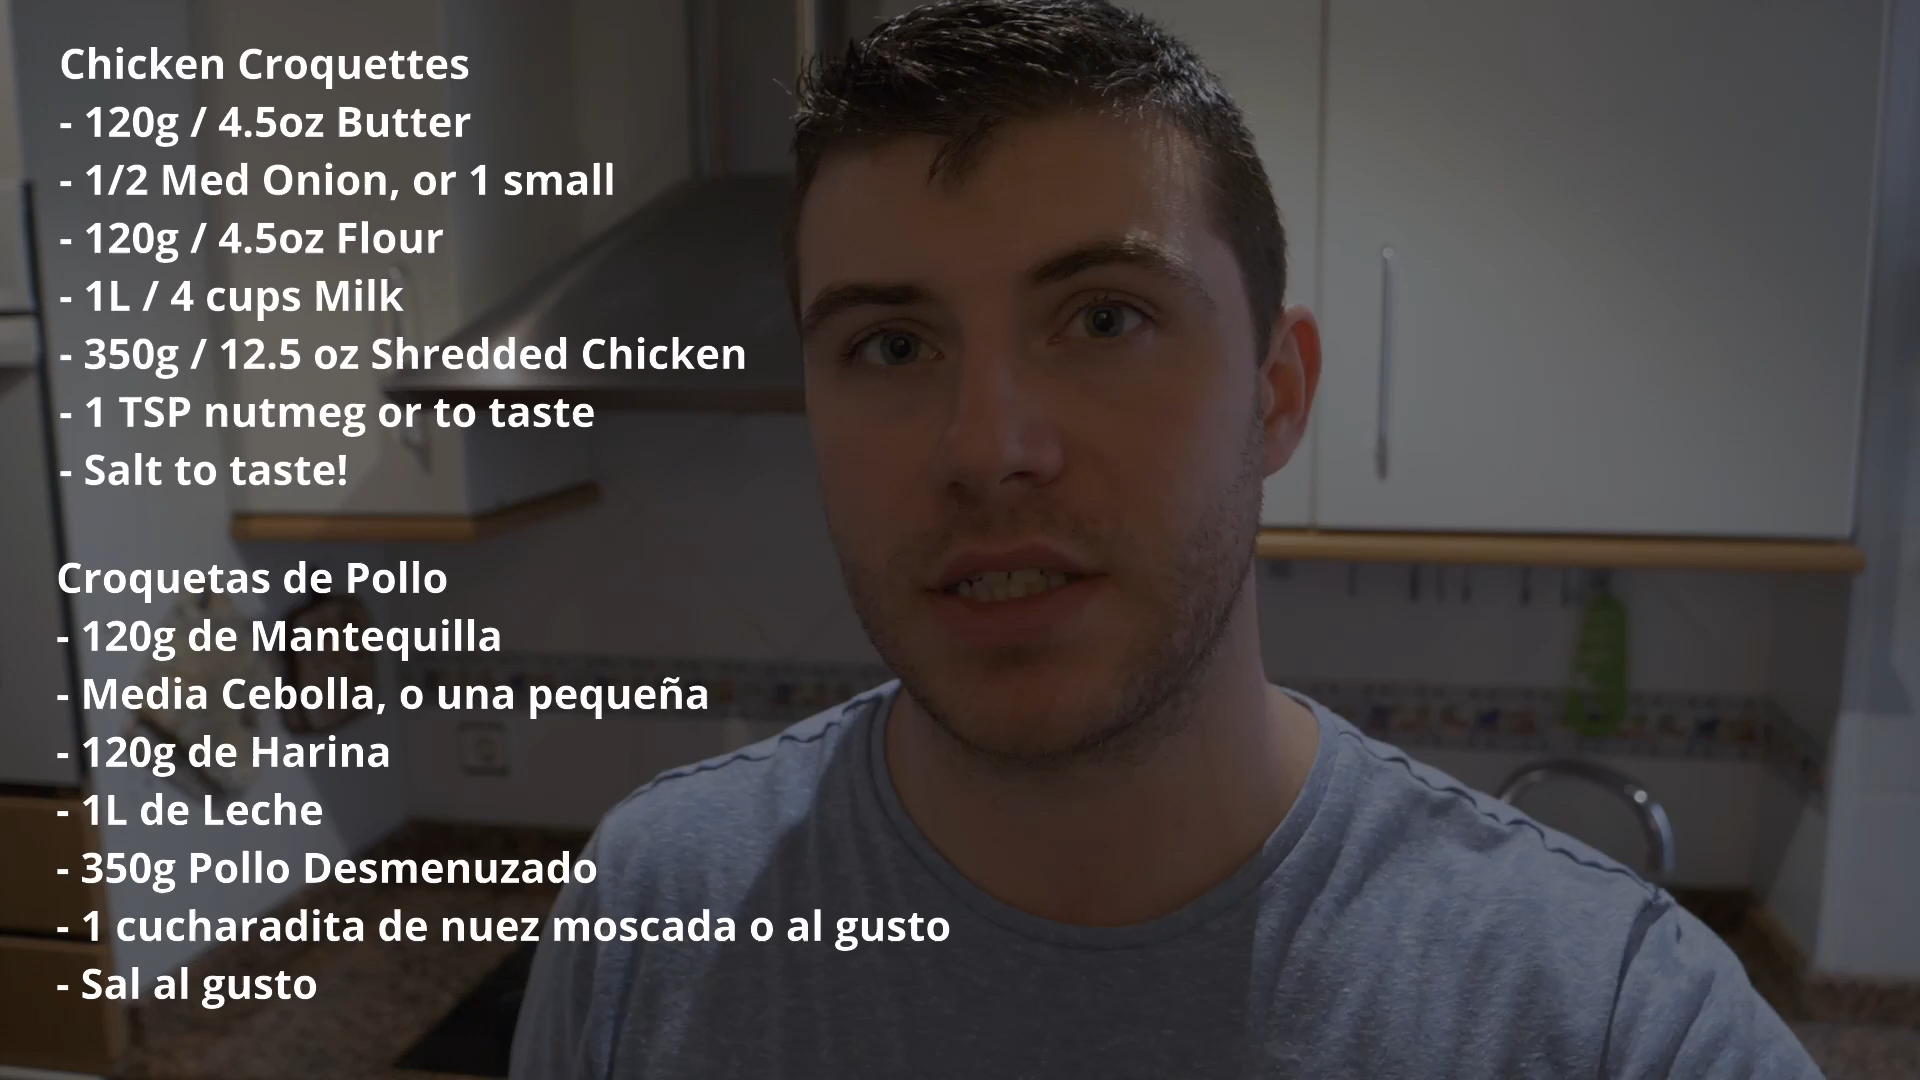 Chicken Croquettes
- 120g / 4.5oz Butter
- 1/2 Med Onion, or 1 small
- 120g / 4.5oz Flour
- 1L / 4 cups Milk
- 350g / 12.5 oz Shredded Chicken
- 1 TSP nutmeg or to taste
- Salt to taste!
Croquetas de Pollo
- 120g de Mantequilla
- Media Cebolla, o una pequeña
- 120g de Harina
- 1L de Leche
- 350g Pollo Desmenuzado
- 1 cucharadita de nuez moscada o al gusto
- Sal al gusto